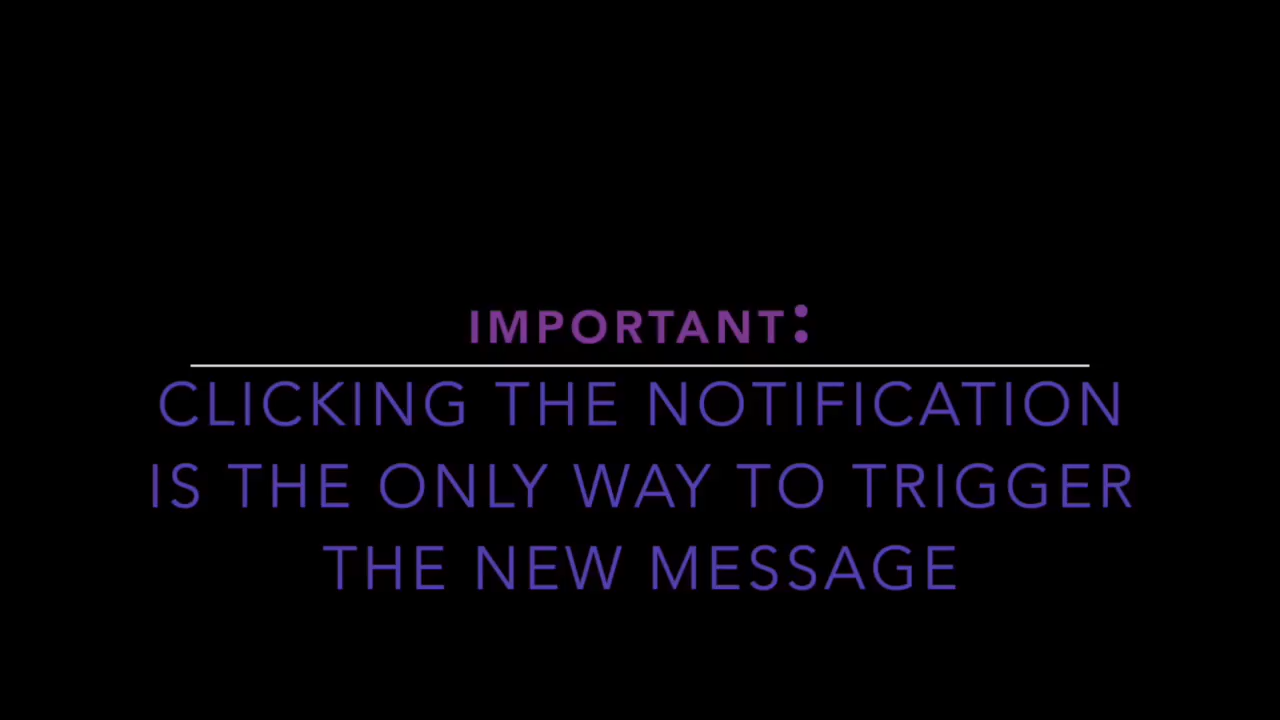 IMPORTANT:
CLICKING THE NOTIFICATION
IS THE ONLY WAY TO TRIGGER
THE NEW MESSAGE